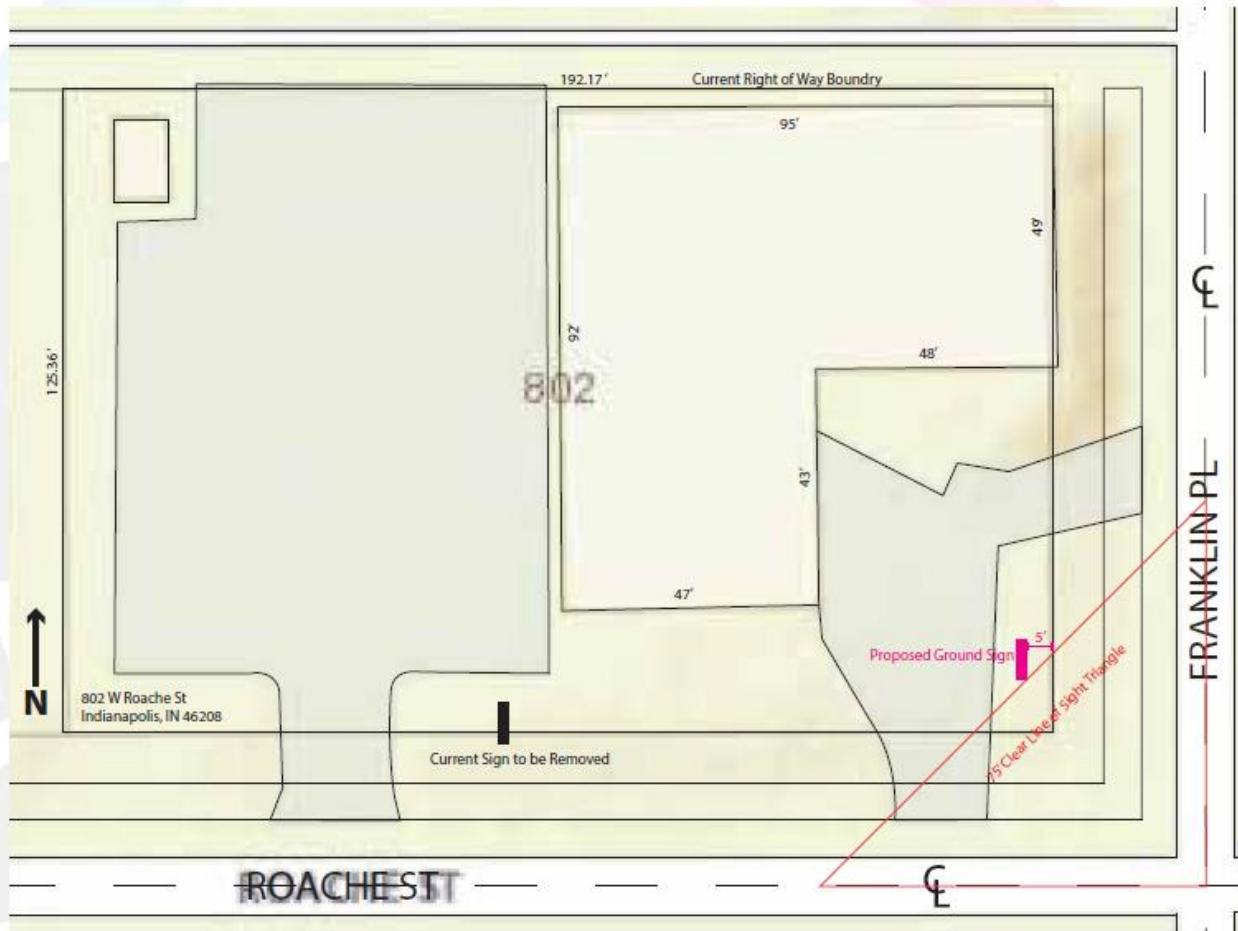 192.17'
Current Right of Way Boundry
95'
49'
125.36'
92'
48'
802
43'
47'
FRANKLIN PL
Proposed Ground Sign
5'
75' Clear Line of Sight Triangle
N
802 W Roache St
Indianapolis, IN 46208
Current Sign to be Removed
ROACHE ST